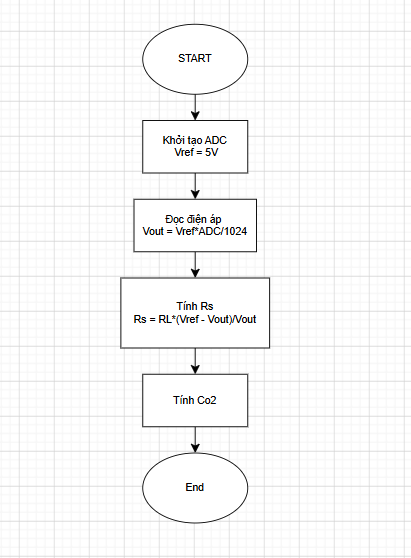 START
Khởi tạo ADC
Vref = 5V
Đọc điện áp
Vout = Vref*ADC/1024
Tính Rs
Rs = RL*(Vref - Vout)/Vout
Tính Co2
End